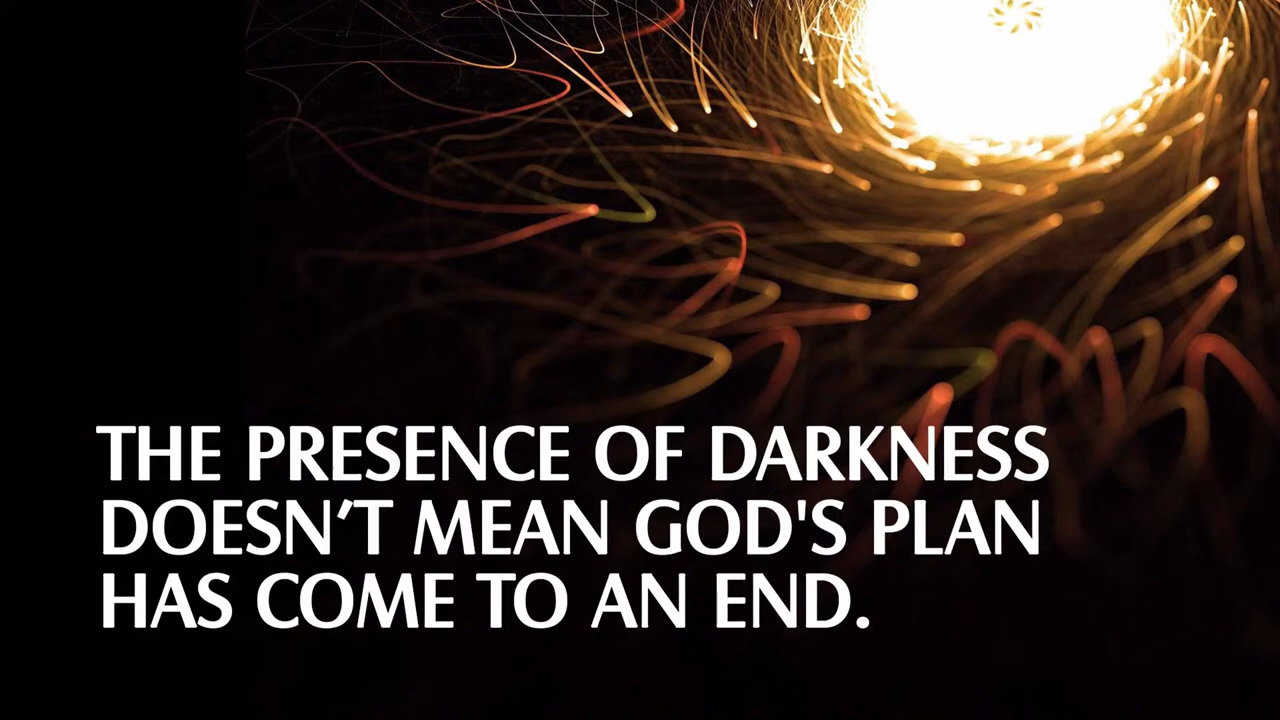 THE PRESENCE OF DARKNESS
DOESN′T MEAN GOD'S PLAN
HAS COME TO AN END.